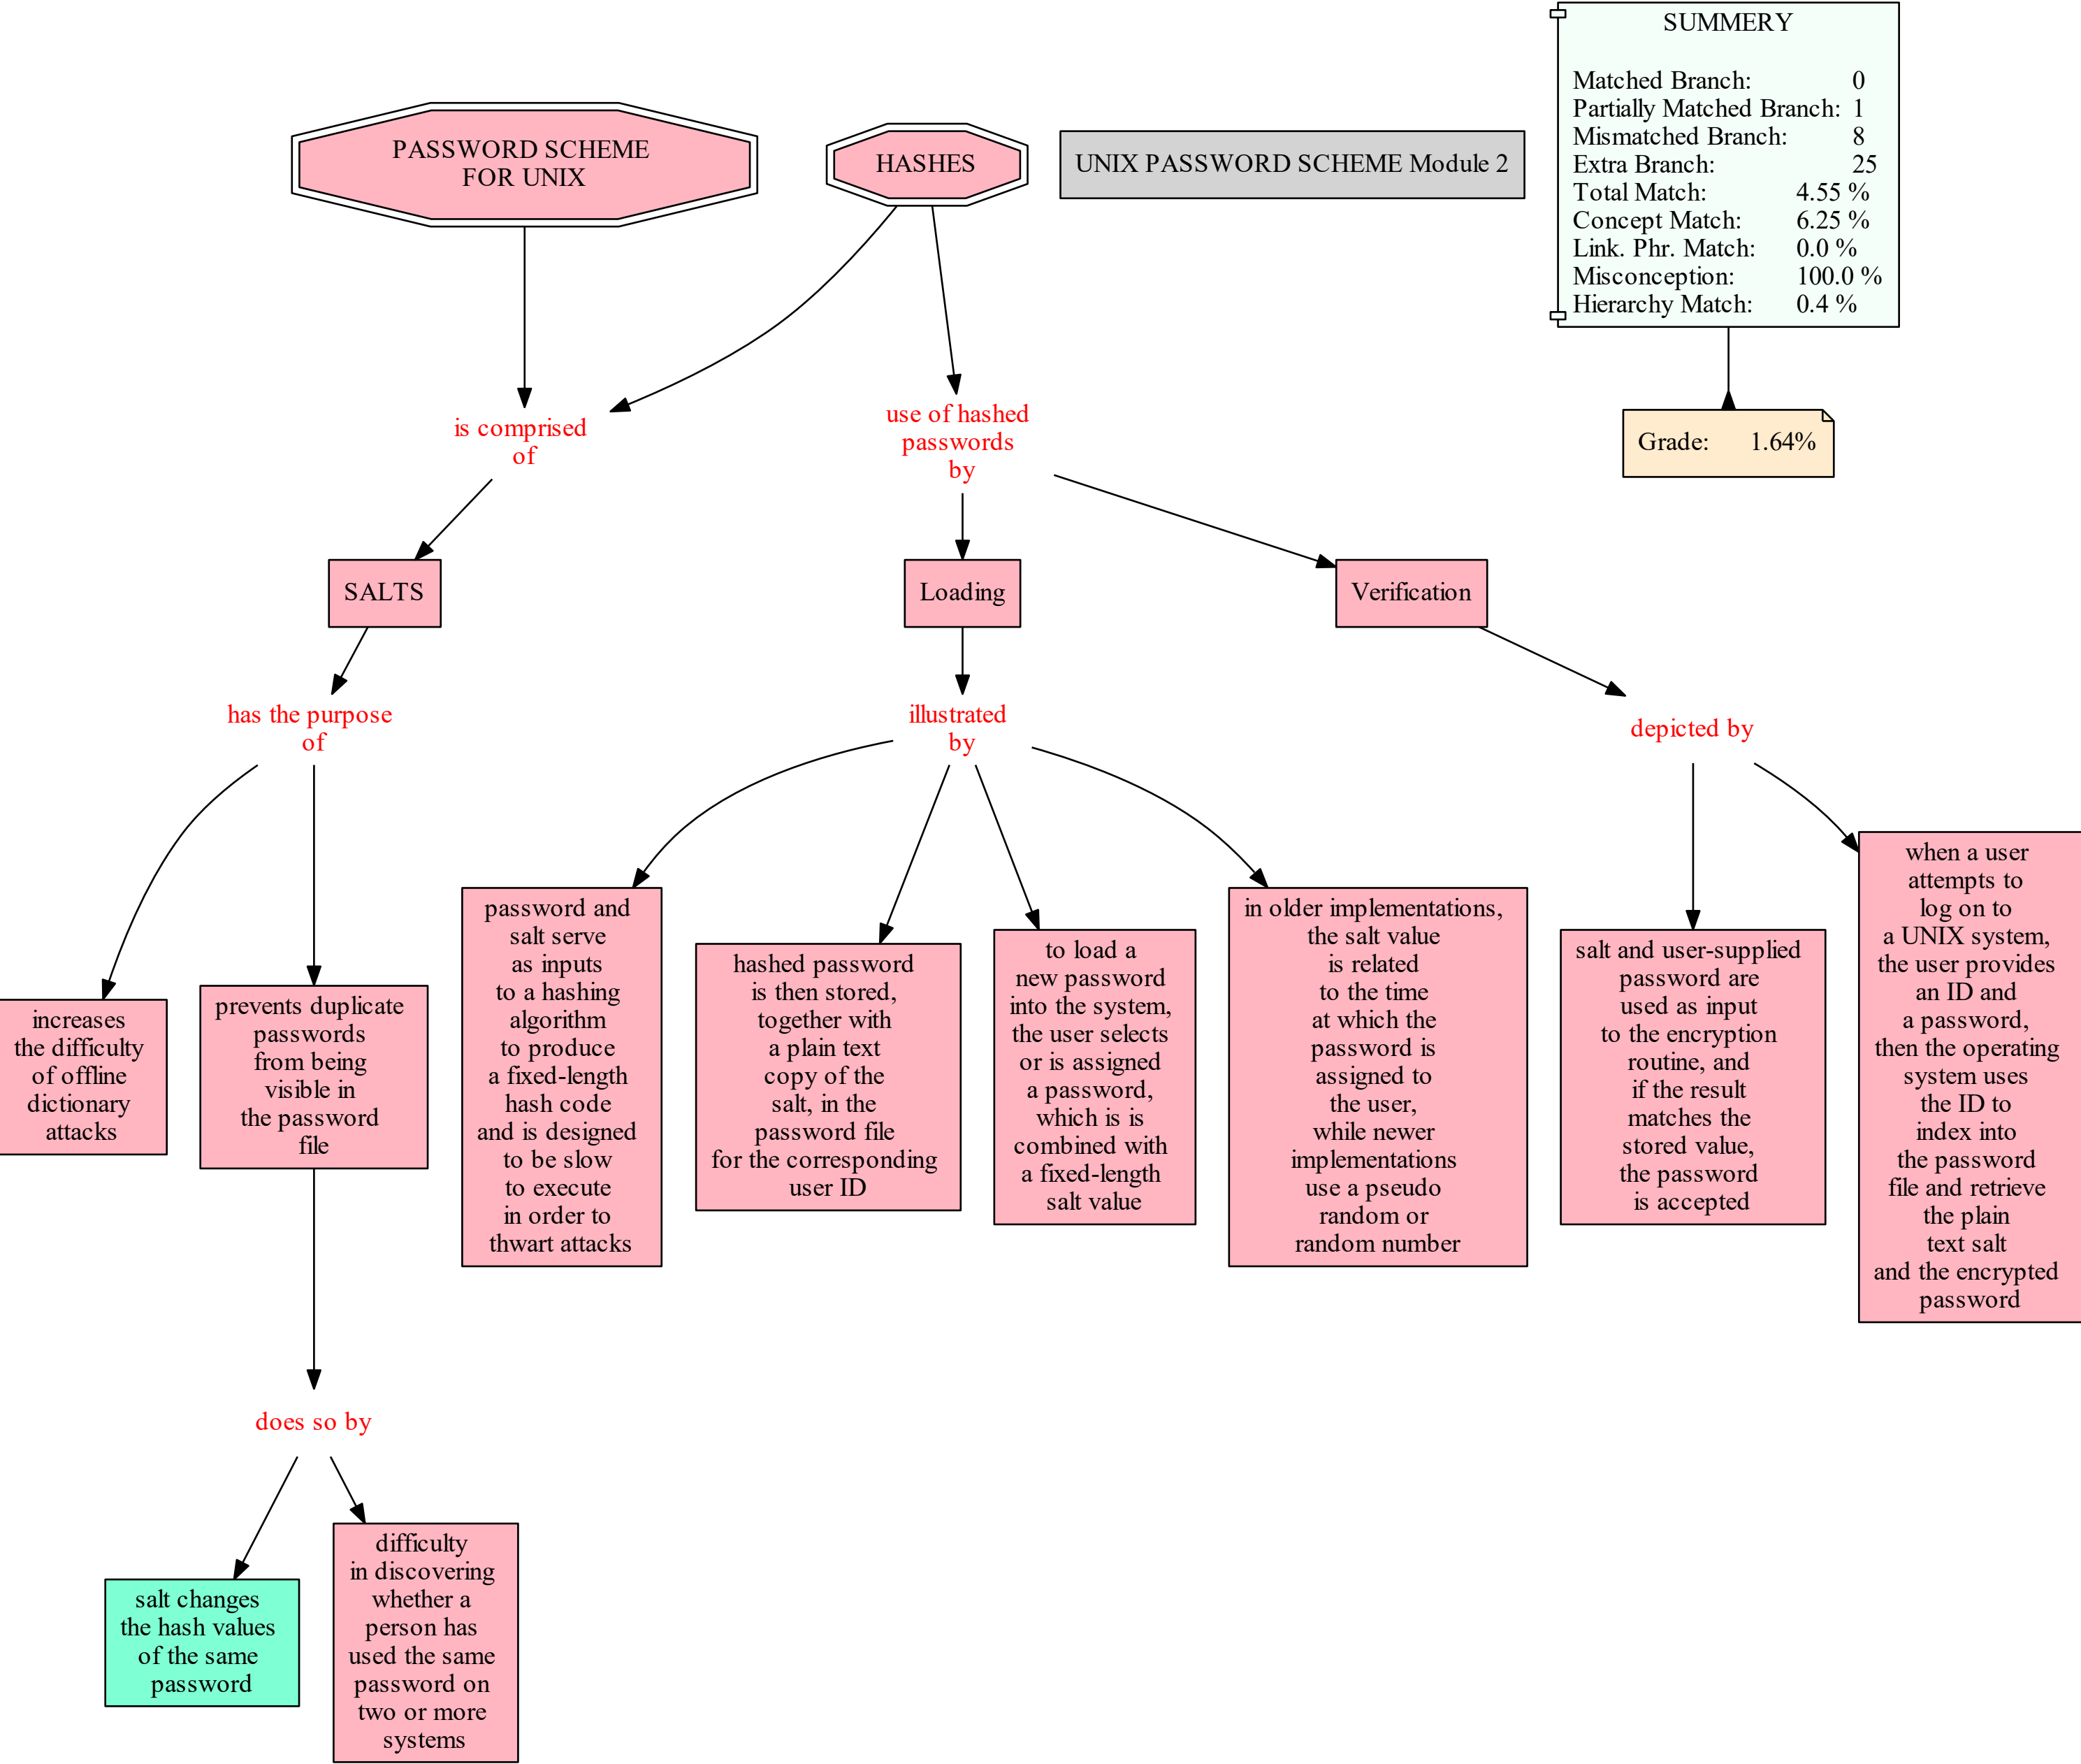 PASSWORD SCHEME
FOR UNIX
HASHES
UNIX PASSWORD SCHEME Module 2
SUMMERY
Matched Branch: 0
Partially Matched Branch: 1
Mismatched Branch: 8
Extra Branch: 25
Total Match: 4.55 %
Concept Match: 6.25 %
Link. Phr. Match: 0.0 %
Misconception: 100.0 %
Hierarchy Match: 0.4 %
Grade: 1.64%
is comprised
of
use of hashed
passwords
by
SALTS
Loading
Verification
has the purpose
of
illustrated
by
depicted by
increases
the difficulty
of offline
dictionary
attacks
prevents duplicate
passwords
from being
visible in
the password
file
password and
salt serve
as inputs
to a hashing
algorithm
to produce
a fixed-length
hash code
and is designed
to be slow
to execute
in order to
thwart attacks
hashed password
is then stored,
together with
a plain text
copy of the
salt, in the
password file
for the corresponding
user ID
to load a
new password
into the system,
the user selects
or is assigned
a password,
which is is
combined with
a fixed-length
salt value
in older implementations,
the salt value
is related
to the time
at which the
password is
assigned to
the user,
while newer
implementations
use a pseudo
random or
random number
salt and user-supplied
password are
used as input
to the encryption
routine, and
if the result
matches the
stored value,
the password
is accepted
when a user
attempts to
log on to
a UNIX system,
the user provides
an ID and
a password,
then the operating
system uses
the ID to
index into
the password
file and retrieve
the plain
text salt
and the encrypted
password
does so by
salt changes
the hash values
of the same
password
difficulty
in discovering
whether a
person has
used the same
password on
two or more
systems